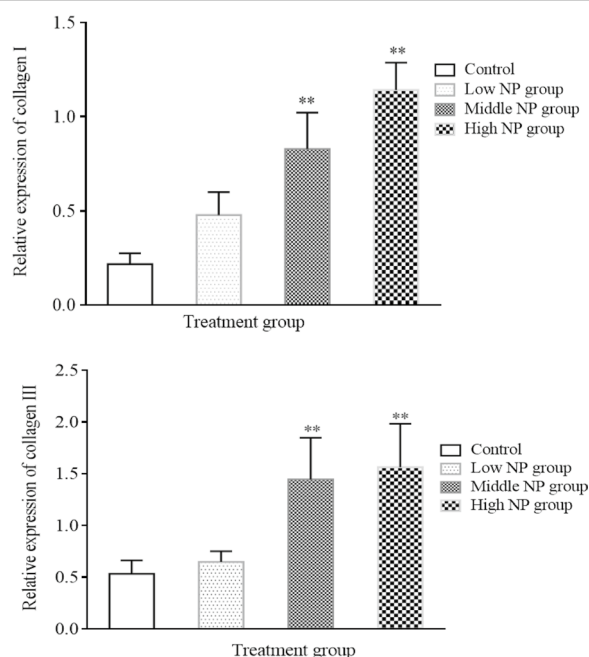 1.5
1.0
0.5
0.0
Relative expression of collagen I
**
**
Control
Low NP group
Middle NP group
High NP group
Treatment group
2.5
2.0
1.5
1.0
0.5
0.0
Relative expression of collagen III
**
**
Control
Low NP group
Middle NP group
High NP group
Treatment group